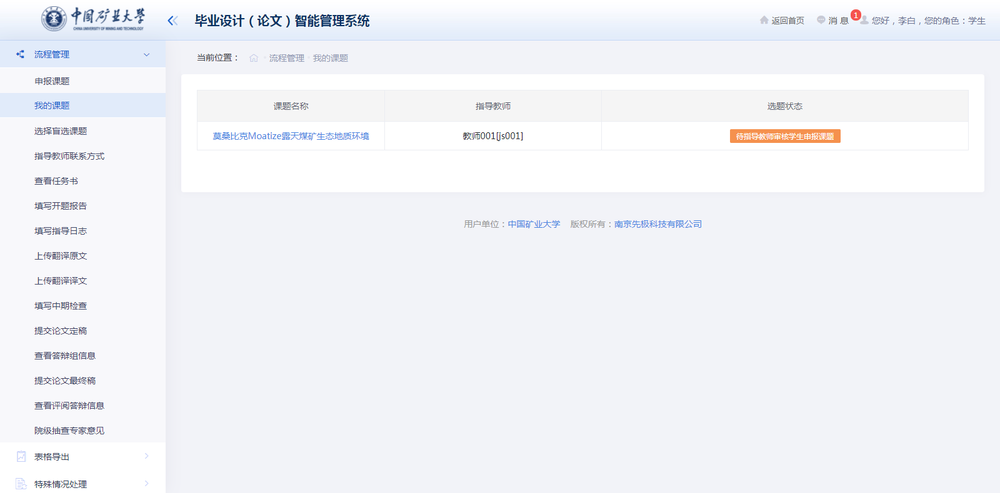 中国矿业大学
CHINA UNIVERSITY OF MINING AND TECHNOLOGY
毕业设计（论文）智能管理系统
返回首页 消 息 1 您好，李白，您的角色：学生
流程管理
申报课题
我的课题
选择盲选课题
指导教师联系方式
查看任务书
填写开题报告
填写指导日志
上传翻译原文
上传翻译译文
填写中期检查
提交论文定稿
查看答辩组信息
提交论文最终稿
查看评阅答辩信息
院级抽查专家意见
表格导出
特殊情况处理
当前位置： 流程管理 我的课题
课题名称 指导教师 选题状态
莫桑比克Moatize露天煤矿生态地质环境 教师001[js001] 待指导教师审核学生申报课题
用户单位：中国矿业大学 版权所有：南京先极科技有限公司